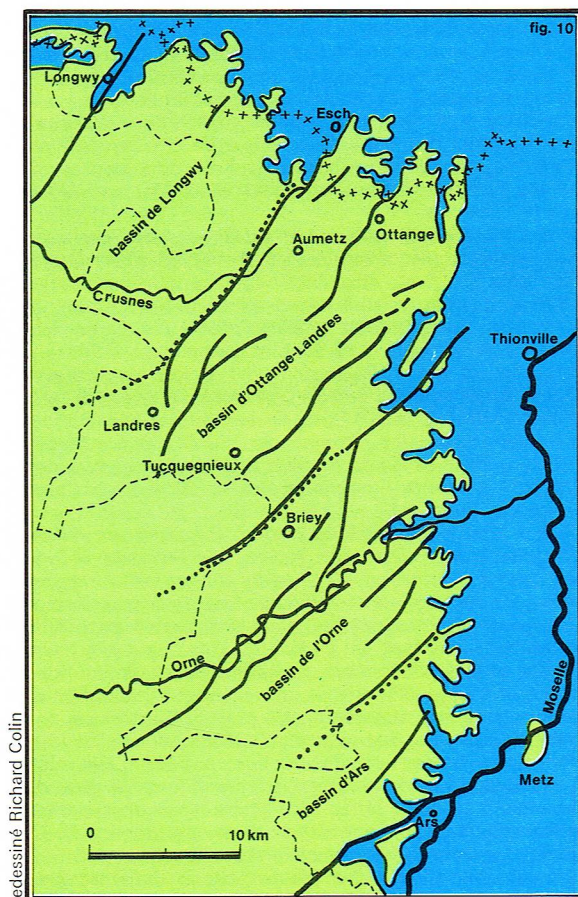 fig. 10
Longwy
Esch
bassin de Longwy
Aumetz
Ottange
Crusnes
Thionville
bassin d'Ottange-Landres
Landres
Tucquegnieux
Briey
Orne
bassin de l'Orne
Moselle
Metz
bassin d'Ars
Ars
0 10 km
edessiné Richard Colin